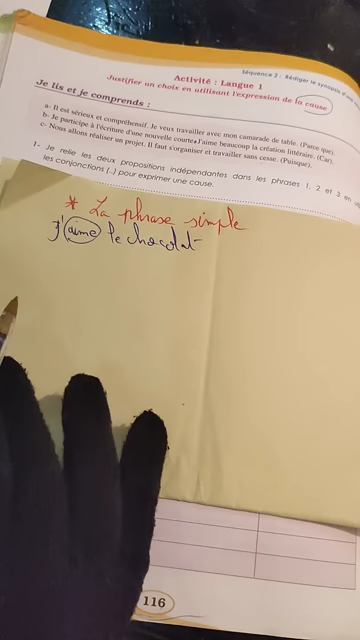 Séquence 2 : Rédiger le synopsis d'une
Activité : Langue 1
Justifier un choix en utilisant l'expression de la cause
Je lis et je comprends :
a- Il est sérieux et compréhensif. Je veux travailler avec mon camarade de table. (Parce que)
b- Je participe à l'écriture d'une nouvelle courte. J'aime beaucoup la création littéraire. (Car).
c- Nous allons réaliser un projet. Il faut s'organiser et travailler sans cesse. (Puisque).
1- Je relie les deux propositions indépendantes dans les phrases 1, 2 et 3 en
les conjonctions (..) pour exprimer une cause.
* La phrase simple
J'aime le chocolat
116